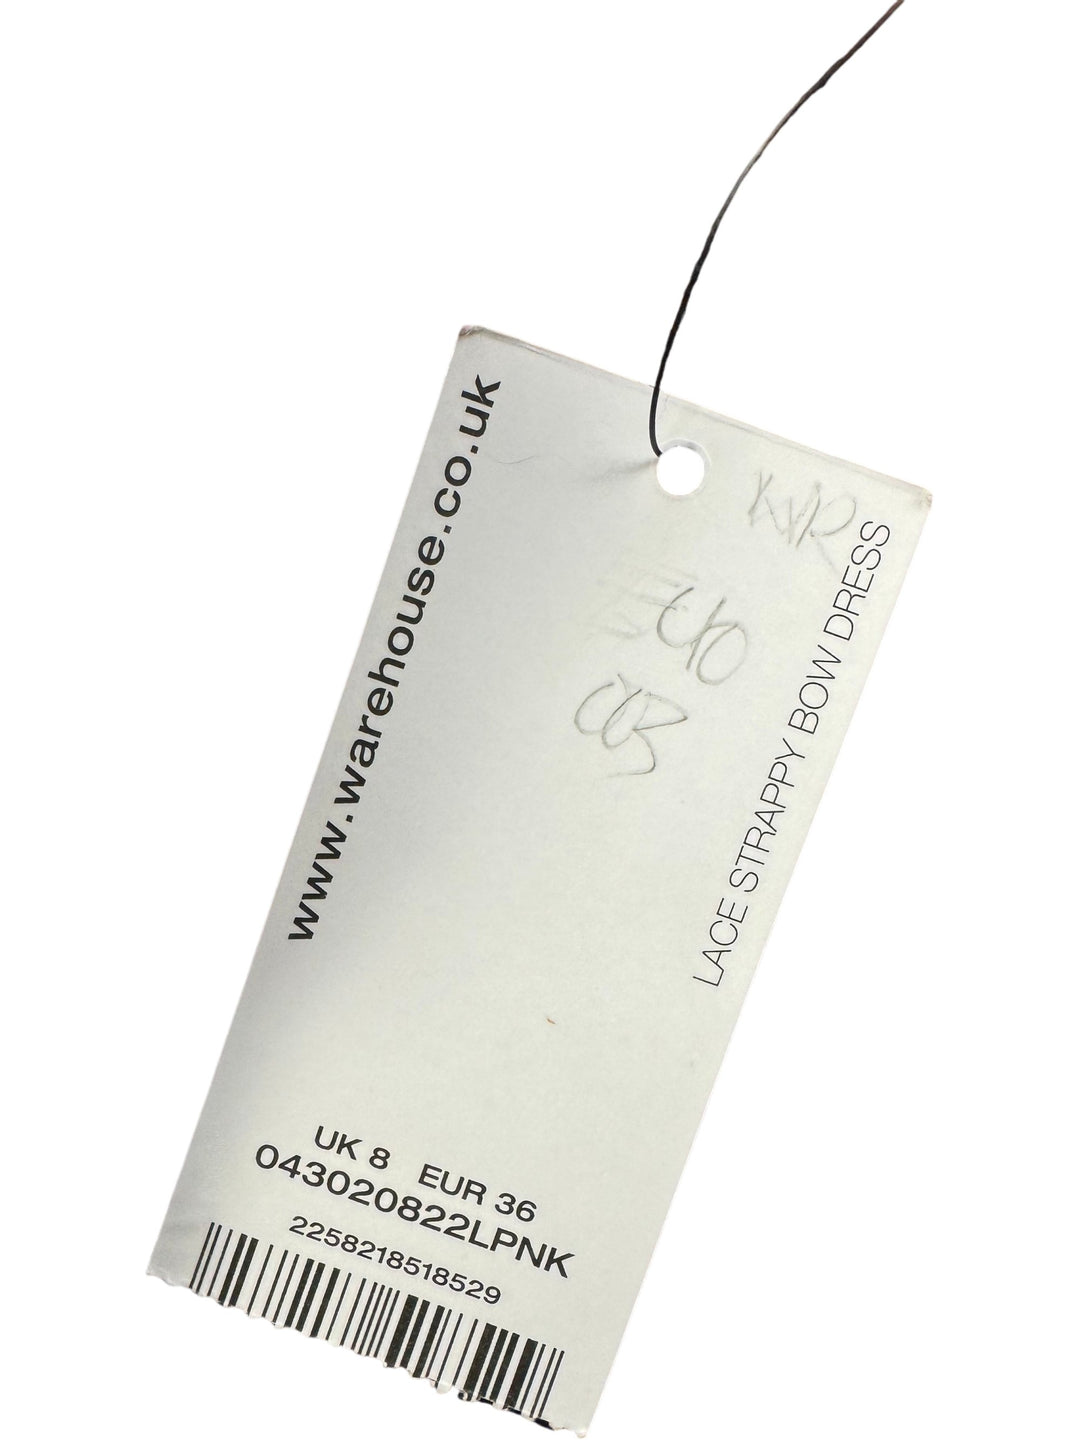 www.warehouse.co.uk
LACE STRAPPY BOW DRESS
UK 8 EUR 36
043020822LPNK
2258218518529